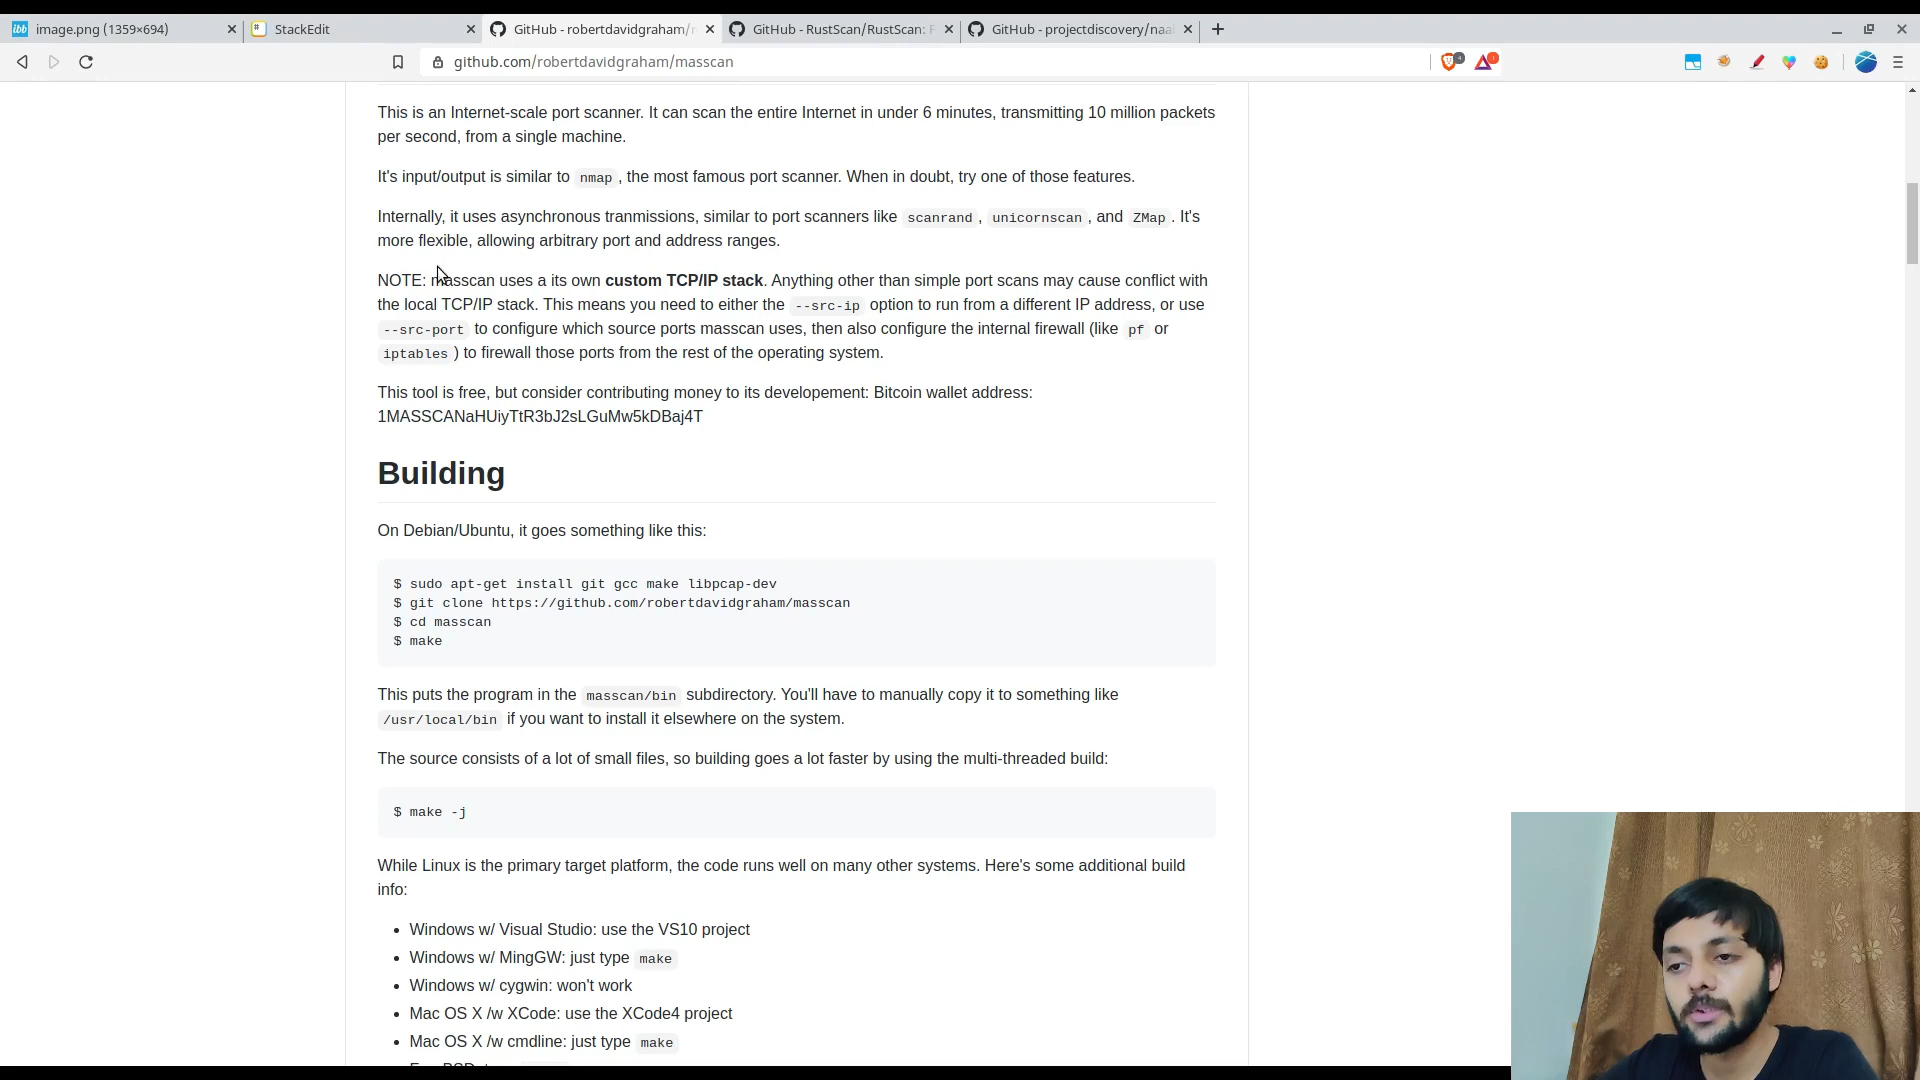 image.png (1359×694)
StackEdit
GitHub - robertdavidgraham/
GitHub - RustScan/RustScan:
GitHub - projectdiscovery/naa
github.com/robertdavidgraham/masscan
This is an Internet-scale port scanner. It can scan the entire Internet in under 6 minutes, transmitting 10 million packets
per second, from a single machine.
It's input/output is similar to nmap , the most famous port scanner. When in doubt, try one of those features.
Internally, it uses asynchronous tranmissions, similar to port scanners like scanrand , unicornscan , and ZMap . It's
more flexible, allowing arbitrary port and address ranges.
NOTE: masscan uses a its own custom TCP/IP stack. Anything other than simple port scans may cause conflict with
the local TCP/IP stack. This means you need to either the --src-ip option to run from a different IP address, or use
--src-port to configure which source ports masscan uses, then also configure the internal firewall (like pf or
iptables ) to firewall those ports from the rest of the operating system.
This tool is free, but consider contributing money to its developement: Bitcoin wallet address:
1MASSCANaHUiyTtR3bJ2sLGuMw5kDBaj4T
Building
On Debian/Ubuntu, it goes something like this:
$ sudo apt-get install git gcc make libpcap-dev
$ git clone https://github.com/robertdavidgraham/masscan
$ cd masscan
$ make
This puts the program in the masscan/bin subdirectory. You'll have to manually copy it to something like
/usr/local/bin if you want to install it elsewhere on the system.
The source consists of a lot of small files, so building goes a lot faster by using the multi-threaded build:
$ make -j
While Linux is the primary target platform, the code runs well on many other systems. Here's some additional build
info:
Windows w/ Visual Studio: use the VS10 project
Windows w/ MingGW: just type make
Windows w/ cygwin: won't work
Mac OS X /w XCode: use the XCode4 project
Mac OS X /w cmdline: just type make